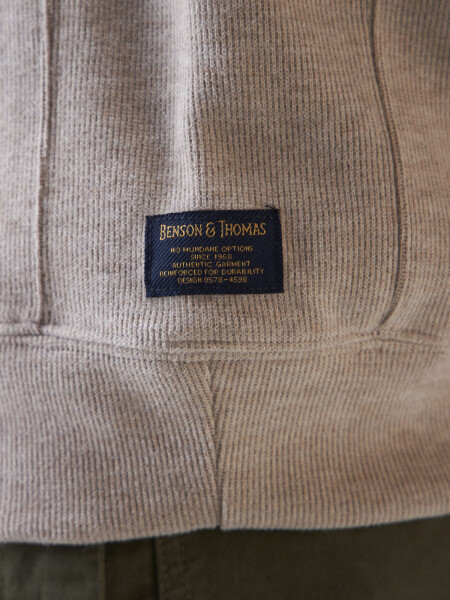 BENSON & THOMAS
NO MUNDANE OPTIONS
SINCE 1968
AUTHENTIC GARMENT
REINFORCED FOR DURABILITY
DESIGN 0578-4598